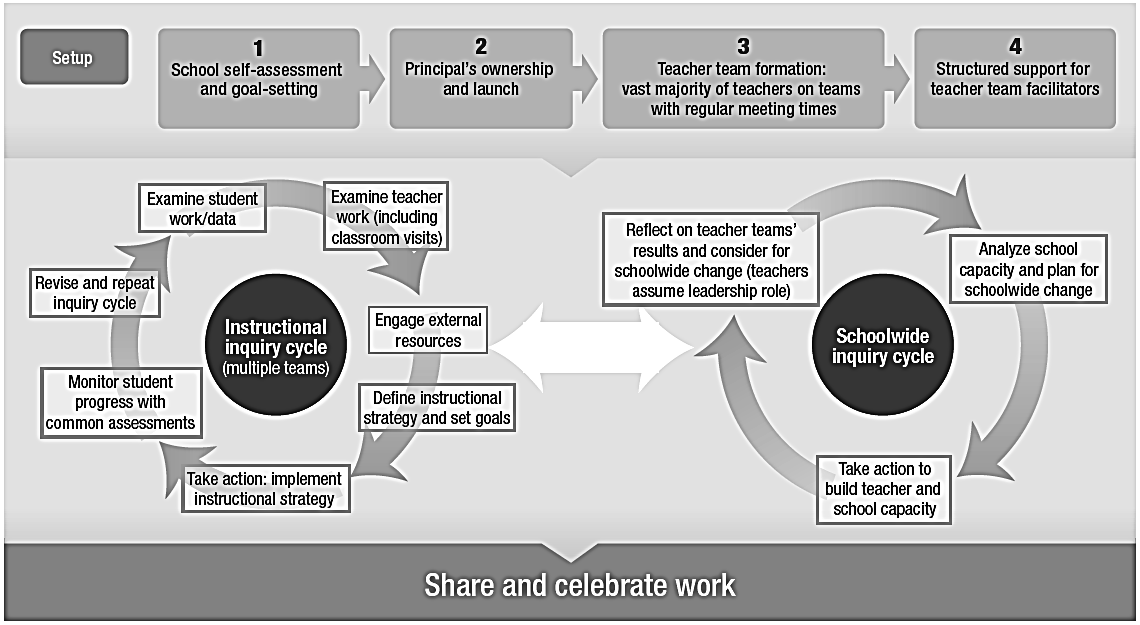 Setup
1
School self-assessment
and goal-setting
2
Principal's ownership
and launch
3
Teacher team formation:
vast majority of teachers on teams
with regular meeting times
4
Structured support for
teacher team facilitators
Examine student
work/data
Examine teacher
work (including
classroom visits)
Engage external
resources
Define instructional
strategy and set goals
Take action: implement
instructional strategy
Monitor student
progress with
common assessments
Revise and repeat
inquiry cycle
Instructional
inquiry cycle
(multiple teams)
Reflect on teacher teams'
results and consider for
schoolwide change (teachers
assume leadership role)
Analyze school
capacity and plan for
schoolwide change
Take action to
build teacher and
school capacity
Schoolwide
inquiry cycle
Share and celebrate work